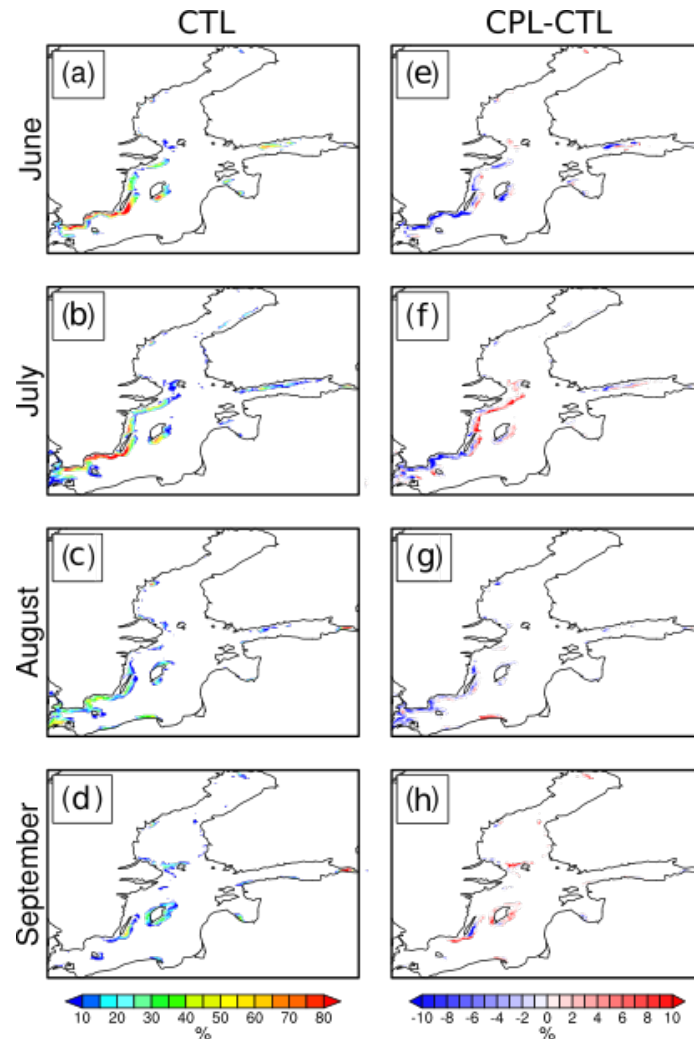 CTL CPL-CTL
June (a) (e)
July (b) (f)
August (c) (g)
September (d) (h)
10 20 30 40 50 60 70 80 -10 -8 -6 -4 -2 0 2 4 6 8 10
% %